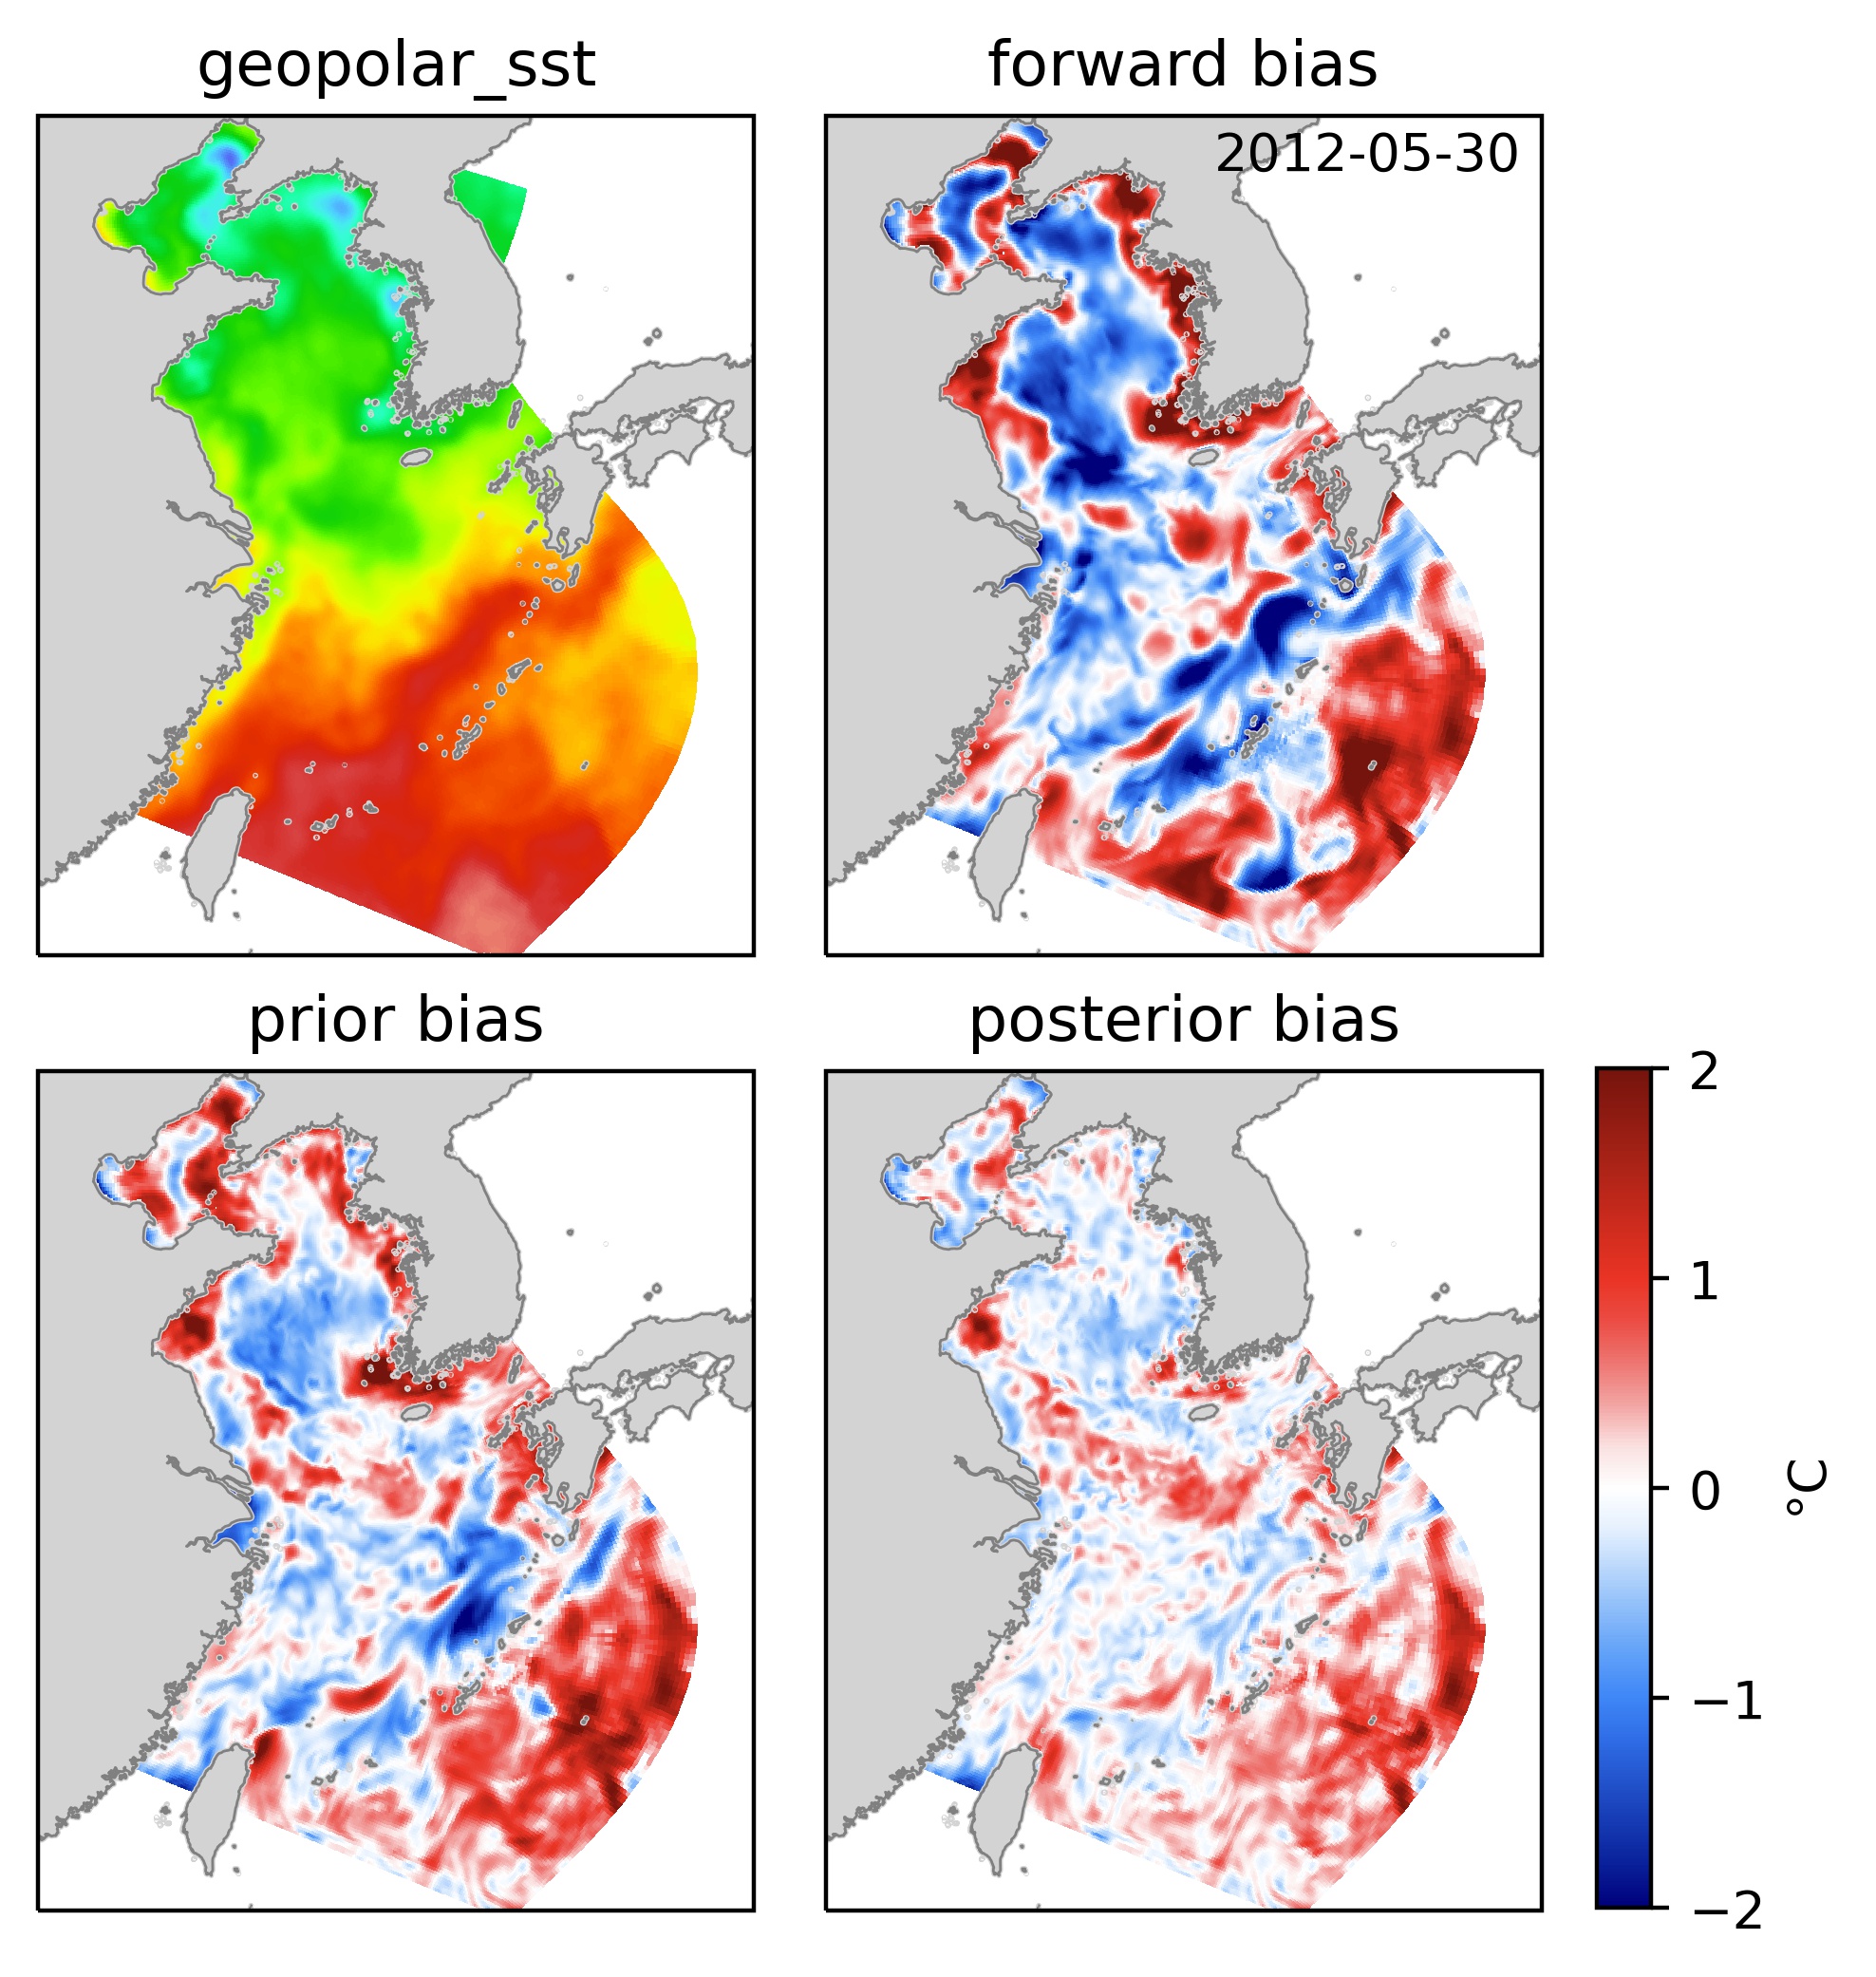 geopolar_sst
forward bias
2012-05-30
prior bias
posterior bias
2
1
0
−1
−2
°C